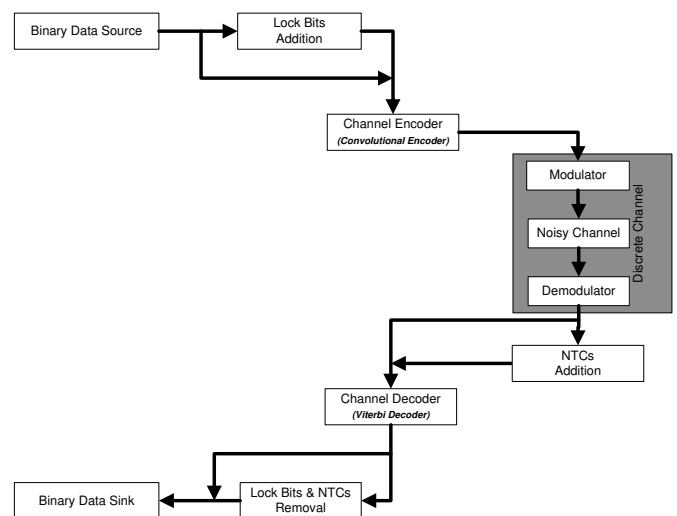 Binary Data Source
Lock Bits
Addition
Channel Encoder
(Convolutional Encoder)
Modulator
Noisy Channel
Demodulator
Discrete Channel
NTCs
Addition
Channel Decoder
(Viterbi Decoder)
Binary Data Sink
Lock Bits & NTCs
Removal